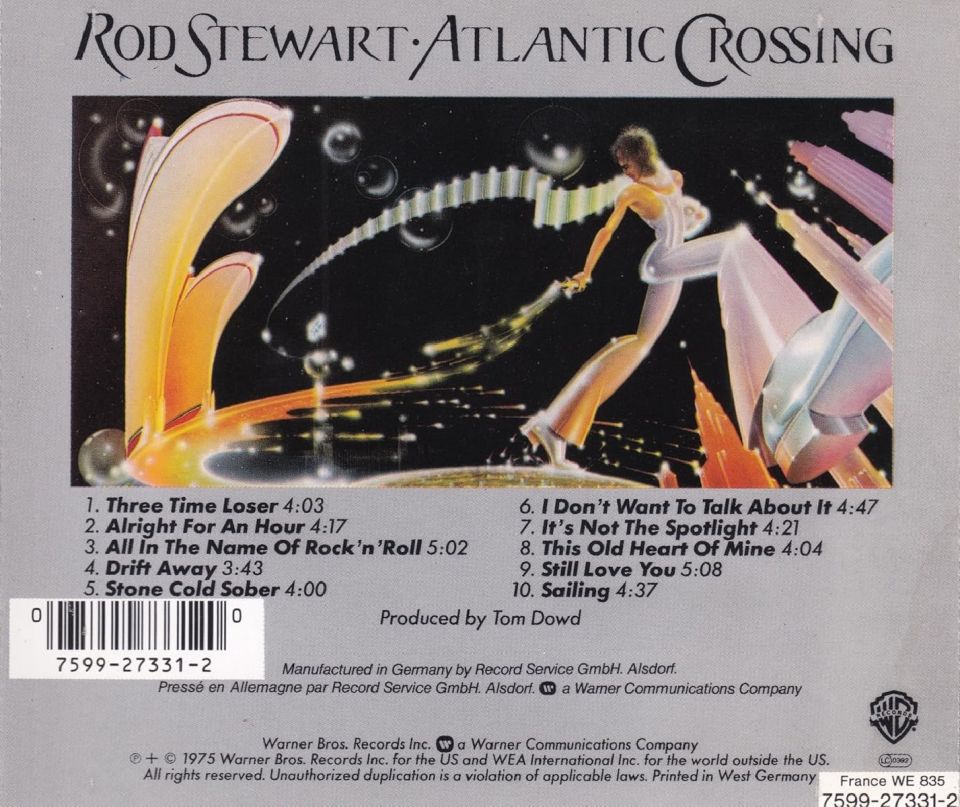 ROD STEWART·ATLANTIC CROSSING
1. Three Time Loser 4:03
2. Alright For An Hour 4:17
3. All In The Name Of Rock'n'Roll 5:02
4. Drift Away 3:43
5. Stone Cold Sober 4:00
6. I Don't Want To Talk About It 4:47
7. It's Not The Spotlight 4:21
8. This Old Heart Of Mine 4:04
9. Still Love You 5:08
10. Sailing 4:37
Produced by Tom Dowd
0 0
7599-27331-2
Manufactured in Germany by Record Service GmbH. Alsdorf.
Pressé en Allemagne par Record Service GmbH. Alsdorf. a Warner Communications Company
RECORDS
LC 0392
Warner Bros. Records Inc. a Warner Communications Company
℗ + © 1975 Warner Bros. Records Inc. for the US and WEA International Inc. for the world outside the US.
All rights reserved. Unauthorized duplication is a violation of applicable laws. Printed in West Germany
France WE 835
7599-27331-2